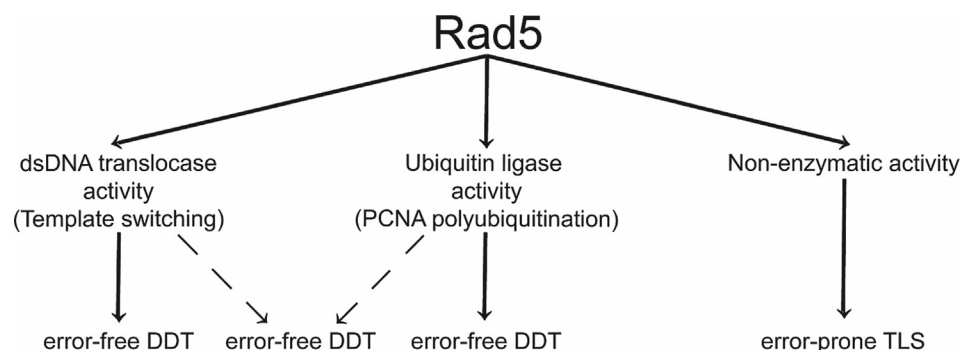 Rad5
dsDNA translocase
activity
(Template switching)
Ubiquitin ligase
activity
(PCNA polyubiquitination)
Non-enzymatic activity
error-free DDT
error-free DDT
error-free DDT
error-prone TLS